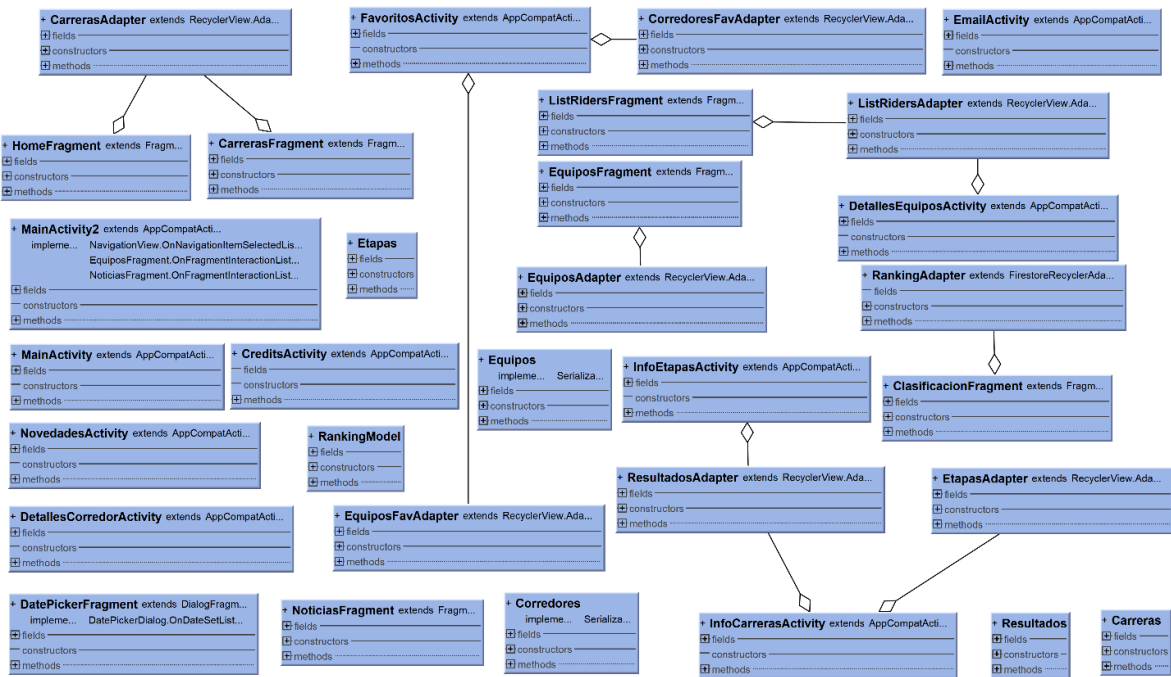 + CarrerasAdapter extends RecyclerView.Ada...
fields
constructors
methods
+ FavoritosActivity extends AppCompatActi...
fields
constructors
methods
+ CorredoresFavAdapter extends RecyclerView.Ada...
fields
constructors
methods
+ EmailActivity extends AppCompatActi...
fields
constructors
methods
+ ListRidersFragment extends Fragm...
fields
constructors
methods
+ ListRidersAdapter extends RecyclerView.Ada...
fields
constructors
methods
+ HomeFragment extends Fragm...
fields
constructors
methods
+ CarrerasFragment extends Fragm...
fields
constructors
methods
+ EquiposFragment extends Fragm...
fields
constructors
methods
+ DetallesEquiposActivity extends AppCompatActi...
fields
constructors
methods
+ MainActivity2 extends AppCompatActi...
impleme... NavigationView.OnNavigationItemSelectedLis...
EquiposFragment.OnFragmentInteractionList...
NoticiasFragment.OnFragmentInteractionList...
fields
constructors
methods
+ Etapas
fields
constructors
methods
+ EquiposAdapter extends RecyclerView.Ada...
fields
constructors
methods
+ RankingAdapter extends FirestoreRecyclerAda...
fields
constructors
methods
+ MainActivity extends AppCompatActi...
fields
constructors
methods
+ CreditsActivity extends AppCompatActi...
fields
constructors
methods
+ Equipos
impleme... Serializa...
fields
constructors
methods
+ InfoEtapasActivity extends AppCompatActi...
fields
constructors
methods
+ ClasificacionFragment extends Fragm...
fields
constructors
methods
+ NovedadesActivity extends AppCompatActi...
fields
constructors
methods
+ RankingModel
fields
constructors
methods
+ ResultadosAdapter extends RecyclerView.Ada...
fields
constructors
methods
+ EtapasAdapter extends RecyclerView.Ada...
fields
constructors
methods
+ DetallesCorredorActivity extends AppCompatActi...
fields
constructors
methods
+ EquiposFavAdapter extends RecyclerView.Ada...
fields
constructors
methods
+ DatePickerFragment extends DialogFragm...
impleme... DatePickerDialog.OnDateSetList...
fields
constructors
methods
+ NoticiasFragment extends Fragm...
fields
constructors
methods
+ Corredores
impleme... Serializa...
fields
constructors
methods
+ InfoCarrerasActivity extends AppCompatActi...
fields
constructors
methods
+ Resultados
fields
constructors
methods
+ Carreras
fields
constructors
methods